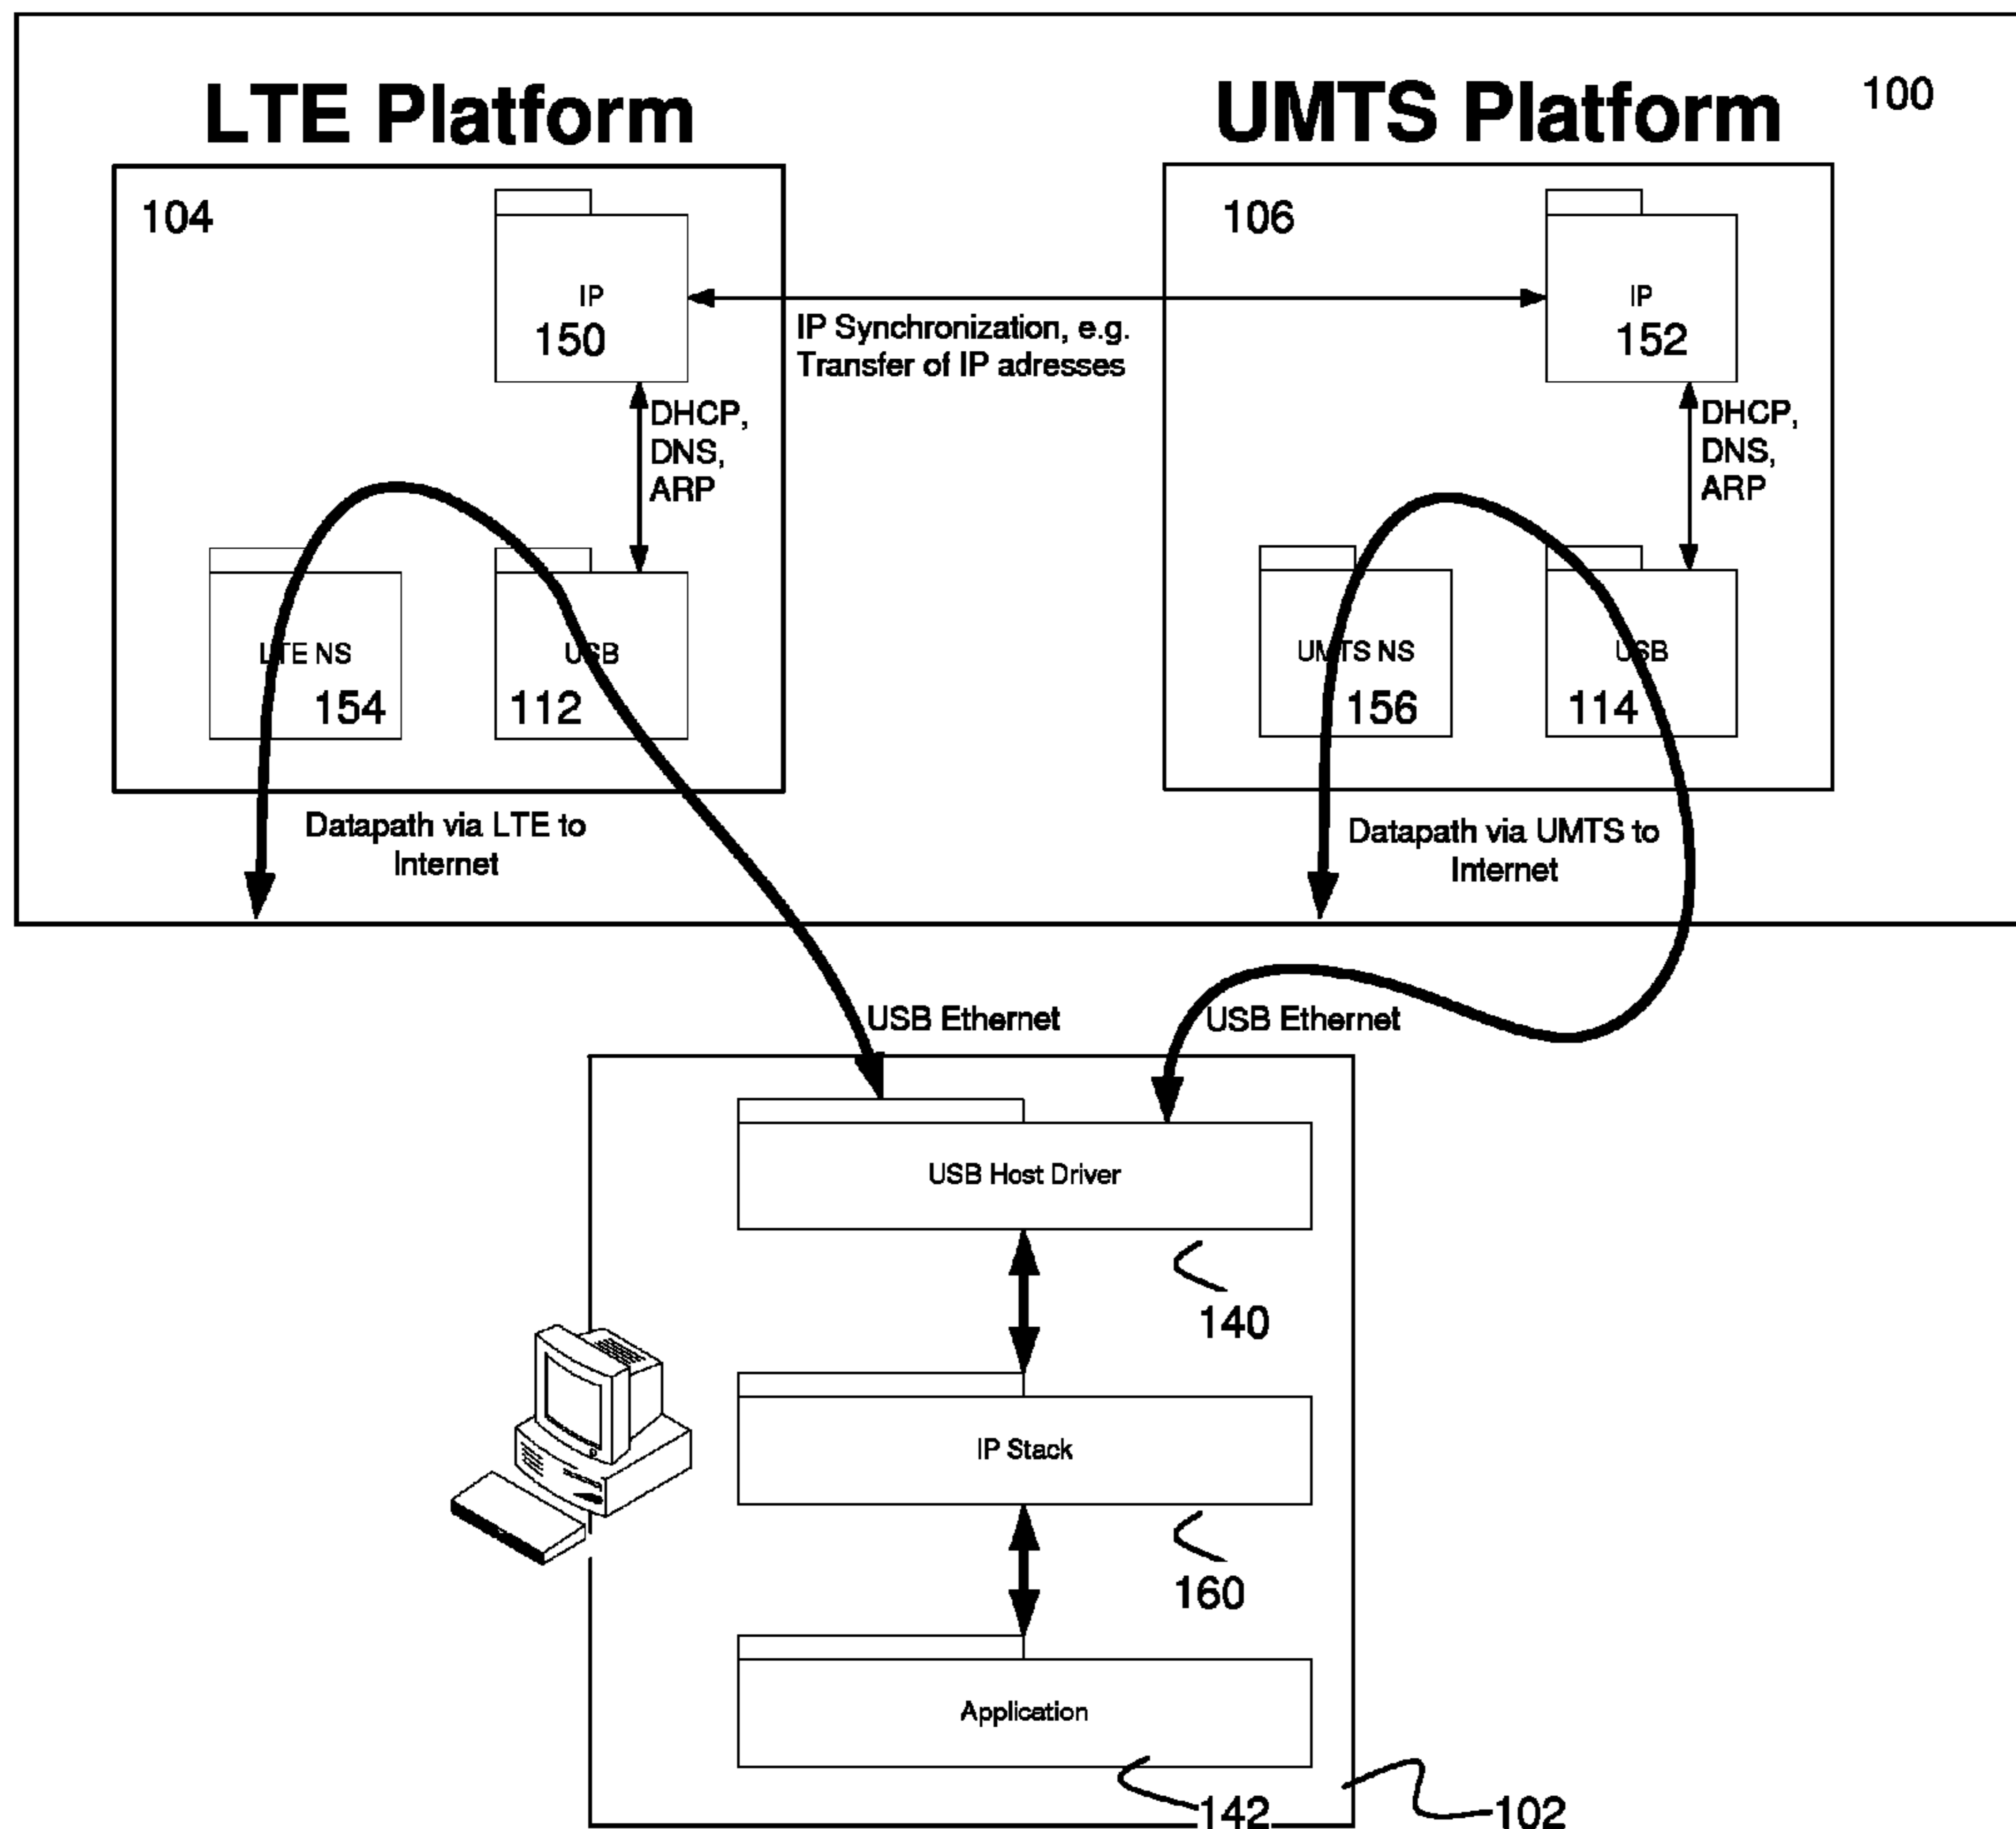 LTE Platform
UMTS Platform
100
104
106
IP
150
IP
152
IP Synchronization, e.g.
Transfer of IP adresses
DHCP,
DNS,
ARP
DHCP,
DNS,
ARP
LTE NS
154
USB
112
UMTS NS
156
USB
114
Datapath via LTE to
Internet
Datapath via UMTS to
Internet
USB Ethernet
USB Ethernet
USB Host Driver
140
IP Stack
160
Application
142
102